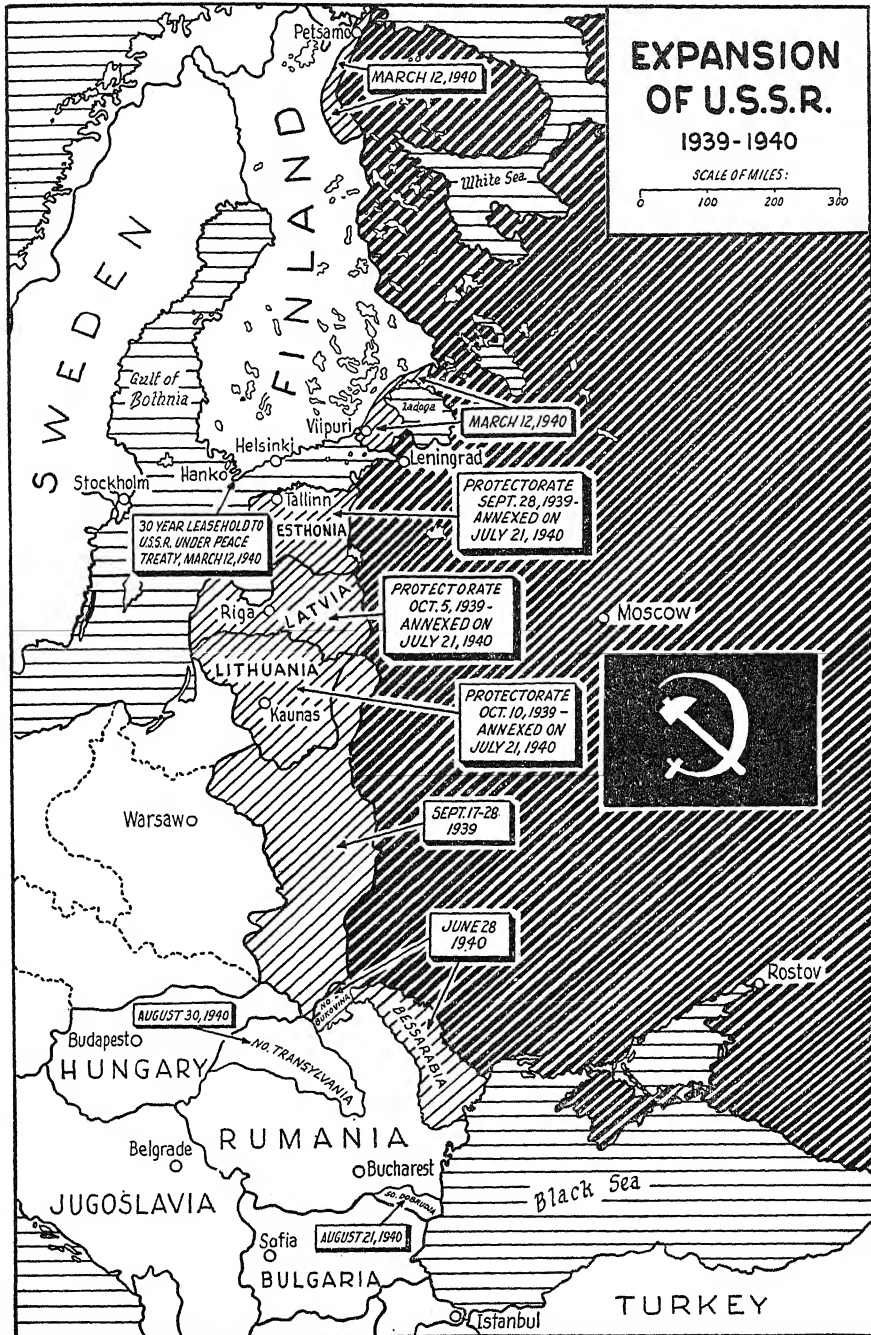 EXPANSION
OF U.S.S.R.
1939-1940
SCALE OF MILES:
0 100 200 300
Petsamo
MARCH 12, 1940
White Sea
FINLAND
SWEDEN
Gulf of
Bothnia
Ladoga
Viipuri
MARCH 12, 1940
Helsinki
Hanko
Leningrad
Stockholm
Tallinn
ESTHONIA
PROTECTORATE
SEPT. 28, 1939-
ANNEXED ON
JULY 21, 1940
30 YEAR LEASEHOLD TO
U.S.S.R. UNDER PEACE
TREATY, MARCH 12, 1940
Riga
LATVIA
PROTECTORATE
OCT. 5, 1939-
ANNEXED ON
JULY 21, 1940
Moscow
LITHUANIA
Kaunas
PROTECTORATE
OCT. 10, 1939-
ANNEXED ON
JULY 21, 1940
Warsaw
SEPT. 17-28
1939
JUNE 28
1940
Rostov
NO.
BUKOVINA
BESSARABIA
AUGUST 30, 1940
Budapest
HUNGARY
NO. TRANSYLVANIA
RUMANIA
Belgrade
Bucharest
JUGOSLAVIA
Black Sea
SO. DOBRUDJA
Sofia
AUGUST 21, 1940
BULGARIA
Istanbul
TURKEY